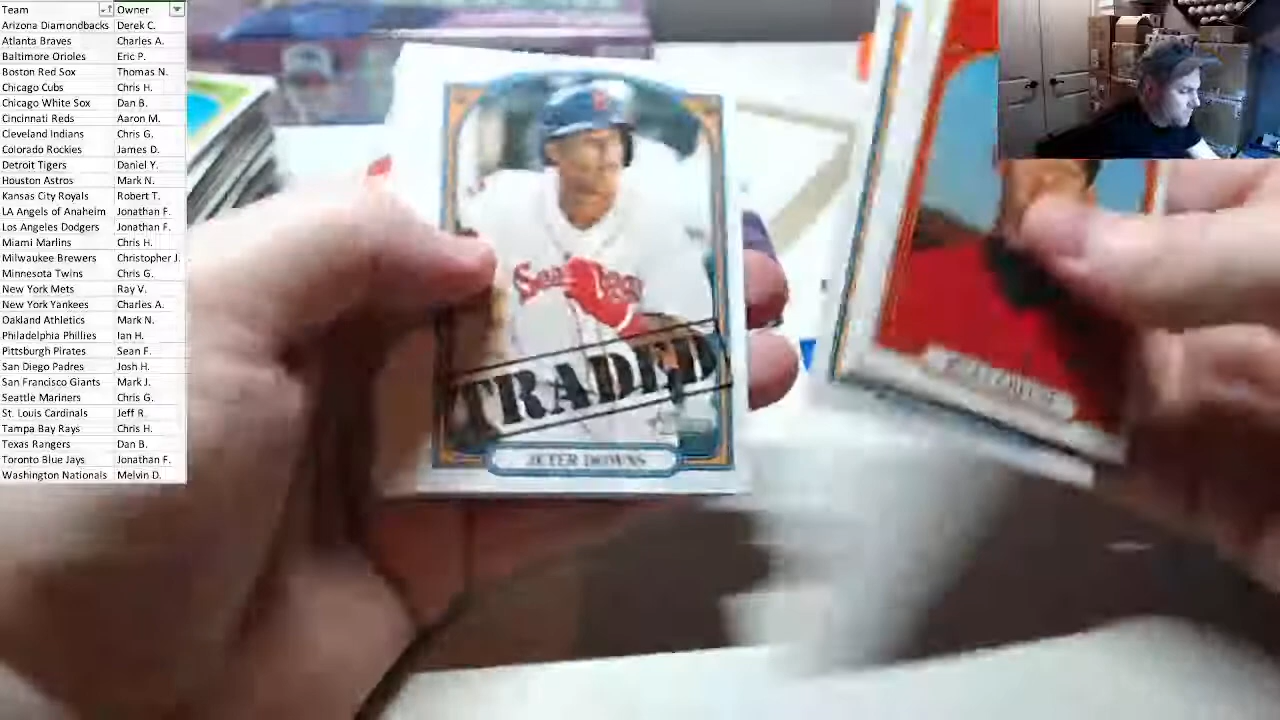 Team Owner
Arizona Diamondbacks Derek C.
Atlanta Braves Charles A.
Baltimore Orioles Eric P.
Boston Red Sox Thomas N.
Chicago Cubs Chris H.
Chicago White Sox Dan B.
Cincinnati Reds Aaron M.
Cleveland Indians Chris G.
Colorado Rockies James D.
Detroit Tigers Daniel Y.
Houston Astros Mark N.
Kansas City Royals Robert T.
LA Angels of Anaheim Jonathan F.
Los Angeles Dodgers Jonathan F.
Miami Marlins Chris H.
Milwaukee Brewers Christopher J.
Minnesota Twins Chris G.
New York Mets Ray V.
New York Yankees Charles A.
Oakland Athletics Mark N.
Philadelphia Phillies Ian H.
Pittsburgh Pirates Sean F.
San Diego Padres Josh H.
San Francisco Giants Mark J.
Seattle Mariners Chris G.
St. Louis Cardinals Jeff R.
Tampa Bay Rays Chris H.
Texas Rangers Dan B.
Toronto Blue Jays Jonathan F.
Washington Nationals Melvin D.
TRADED
JETER DOWNS